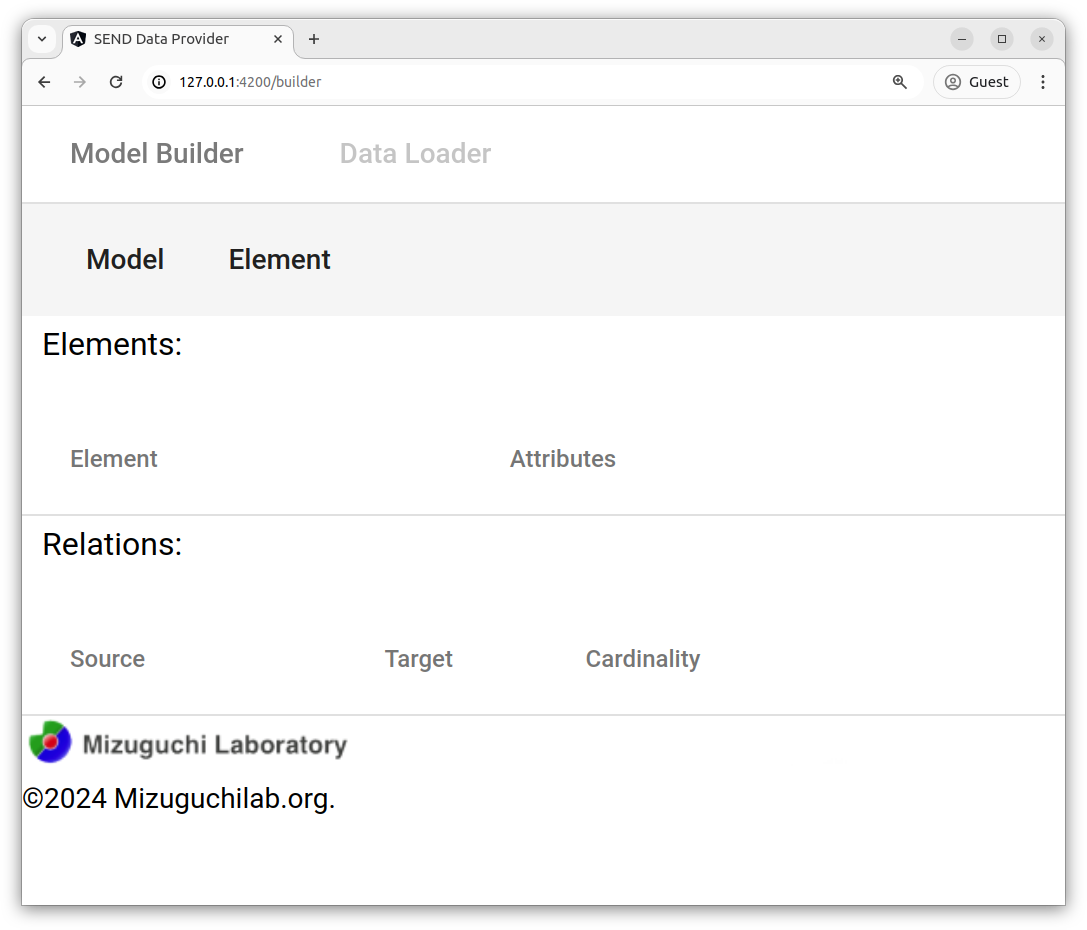 SEND Data Provider
127.0.0.1:4200/builder
Guest
Model Builder Data Loader
Model Element
Elements:
Element Attributes
Relations:
Source Target Cardinality
Mizuguchi Laboratory
©2024 Mizuguchilab.org.